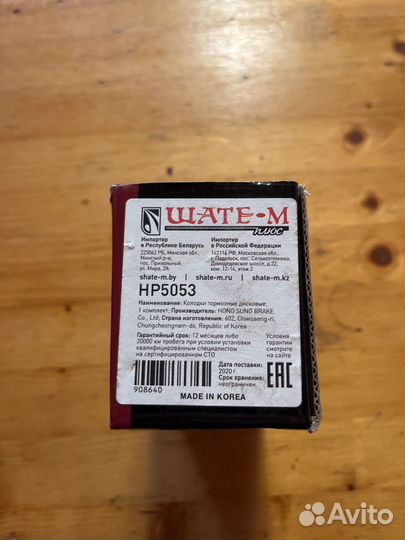 ШАТЕ-М
плюс
Импортер
в Республике Беларусь
223062 РБ, Минская обл.,
Минский р-н,
пос. Привольный,
ул. Мира, 2А
Импортер
в Российской Федерации
142116 РФ, Московская обл.,
г. Подольск, пос. Сельхозтехника,
Домодедовское шоссе, д.22,
ком. 12-14, этаж 2
shate-m.by | shate-m.ru | shate-m.kz
HP5053
Наименование: Колодки тормозные дисковые,
1 комплект; Производитель: HONG SUNG BRAKE
Co., Ltd; Страна изготовления: 602, Chimsaeng-ri,
Chungcheongnam-do, Republic of Korea
Гарантийный срок: 12 месяцев либо
20000 км пробега при условии установки
квалифицированным специалистом
на сертифицированном СТО
Условия
гарантии
смотрите
на сайте
908640
Дата поставки:
2020 г.
Срок хранения:
неограничен.
EAC
MADE IN KOREA
Avito